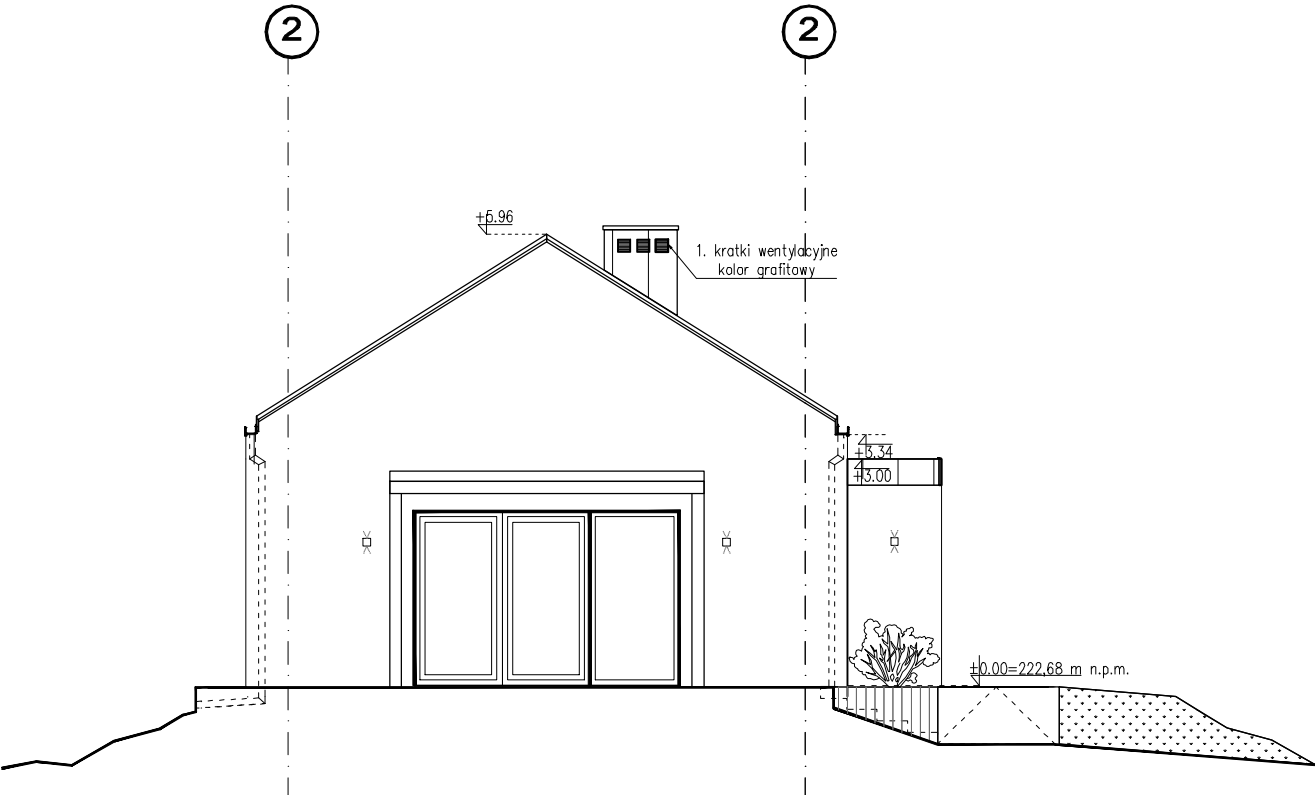 2
2
+5.96
1. kratki wentylacyjne
kolor grafitowy
+3.34
+3.00
±0.00=222,68 m n.p.m.